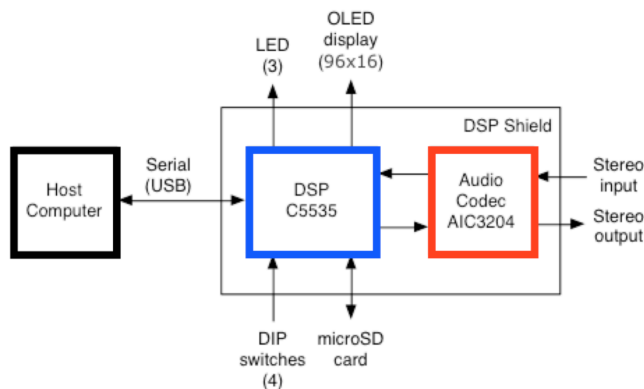 LED
(3)
OLED
display
(96x16)
DSP Shield
Host
Computer
Serial
(USB)
DSP
C5535
Audio
Codec
AIC3204
Stereo
input
Stereo
output
DIP
switches
(4)
microSD
card